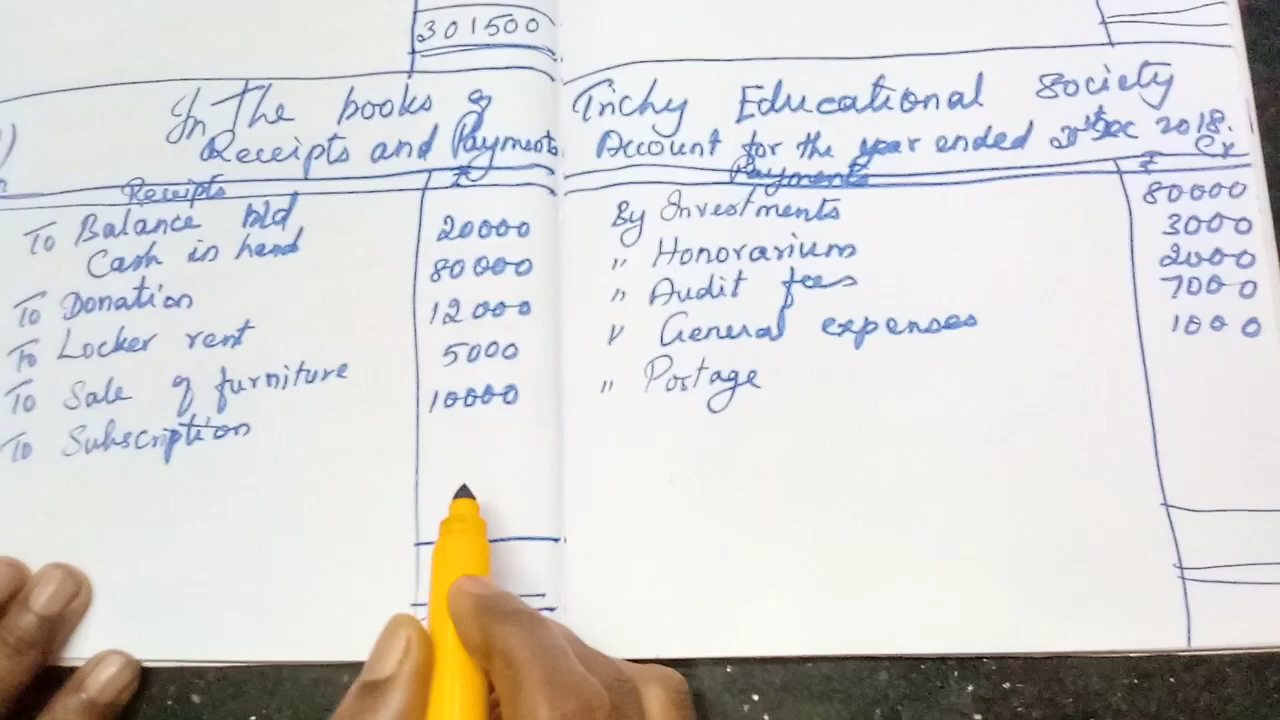 301500
In The books of Trichy Educational Society
Receipts and Payments Account for the year ended 31st Dec 2018.
Cr
Receipts ₹ Payments ₹
To Balance b/d
Cash in hand 20000
To Donation 80000
To Locker rent 12000
To Sale of furniture 5000
To Subscription 10000
By Investments 80000
" Honorarium 3000
" Audit fees 2000
" General expenses 7000
" Postage 1000